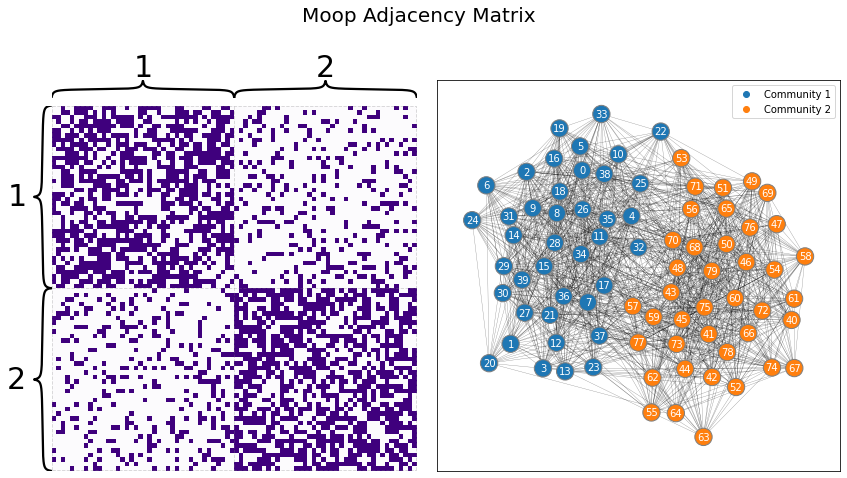 Moop Adjacency Matrix
1 2
1
2
Community 1
Community 2
33
19 22
5
16 10 53
2 0 38
6 18 25 71 51 49 69
9 8 26 56 65
24 31 35 4 76 47
14 28 11 32 70 68 50
34 58
29 15 48 79 46 54
39
30 36 7 17 43 60 61
27 21 57 59 45 75 72 40
37 41 66
1 12 77 73 78
20 3 13 23 44 74 67
62 42 52
55 64
63